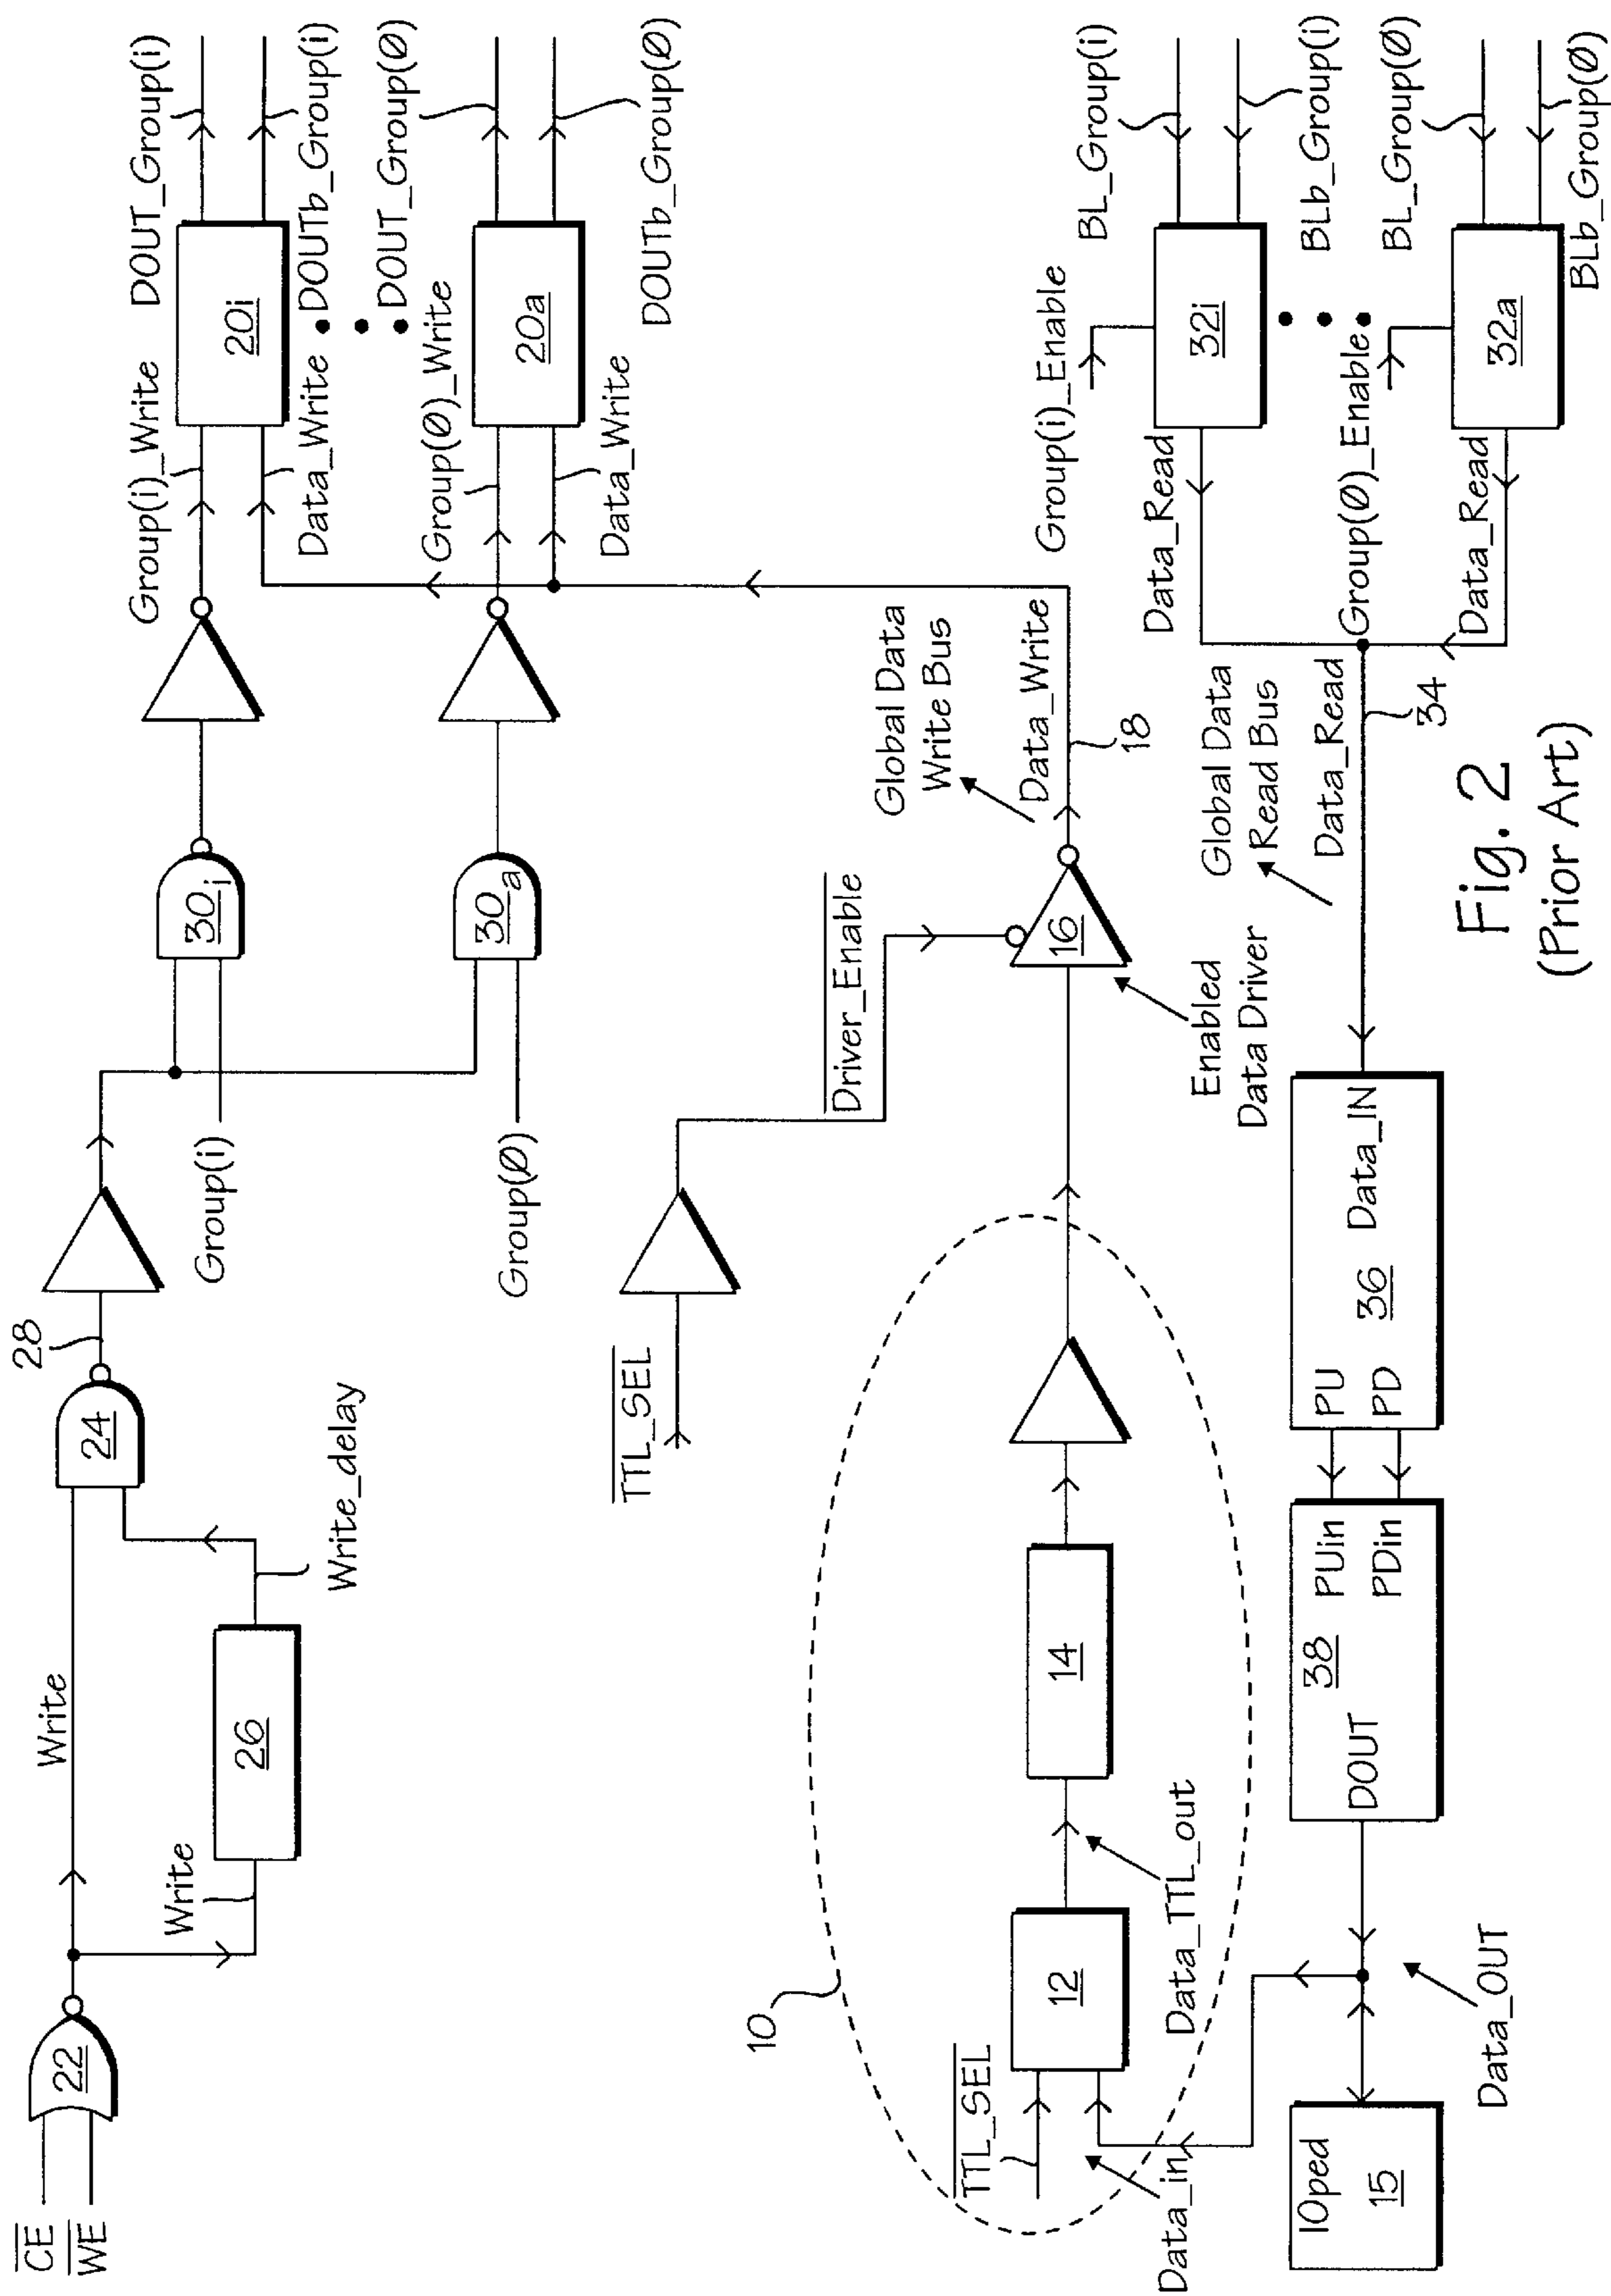 CE
WE
22
Write
Write
26
Write_delay
24
28
Group(i)
Group(Ø)
30i
30a
Group(i)_Write
DOUT_Group(i)
20i
Data_Write
DOUTb_Group(i)
DOUT_Group(Ø)
Group(Ø)_Write
20a
Data_Write
DOUTb_Group(Ø)
TTL_SEL
Driver_Enable
10
TTL_SEL
12
Data_in
Data_TTL_out
14
16
Enabled
Data Driver
Global Data
Write Bus
Data_Write
18
Group(i)_Enable
BL_Group(i)
Data_Read
32i
BLb_Group(i)
Group(Ø)_Enable
BL_Group(Ø)
Data_Read
32a
BLb_Group(Ø)
Global Data
Read Bus
Data_Read
34
IOped
15
Data_OUT
DOUT
38
PUin
PDin
PU
PD
36
Data_IN
Fig. 2
(Prior Art)